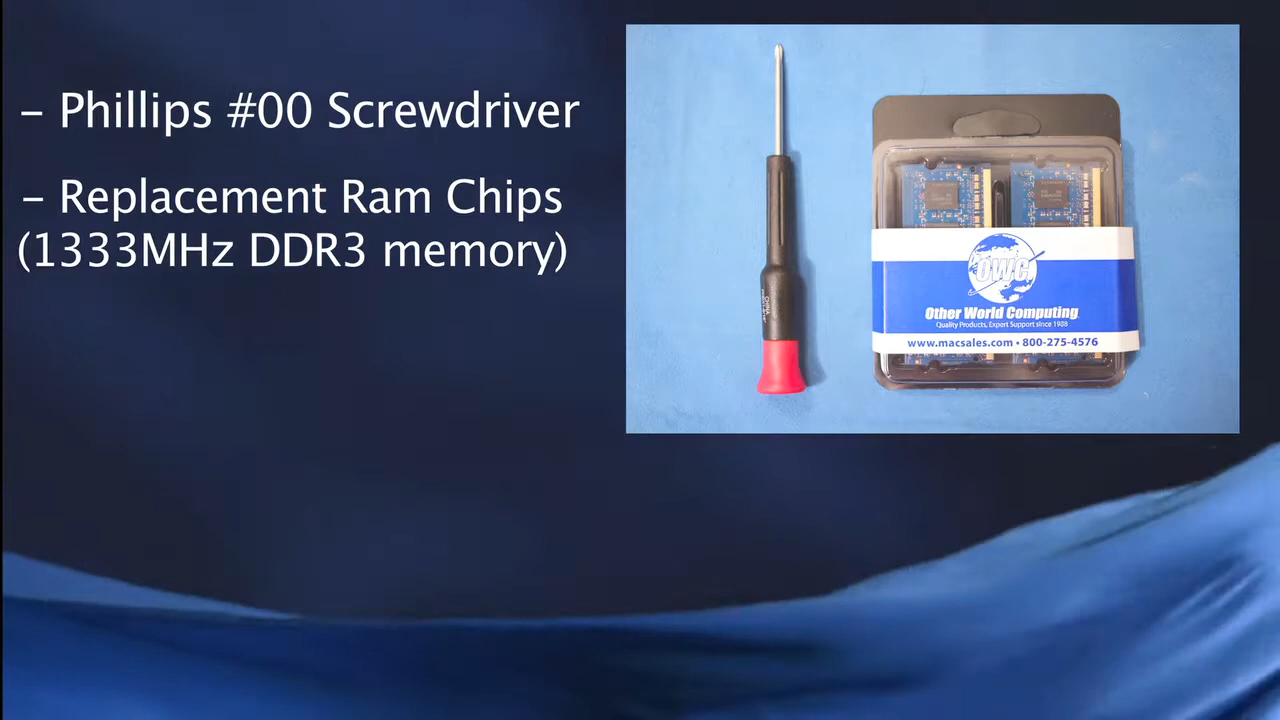 - Phillips #00 Screwdriver
- Replacement Ram Chips
(1333MHz DDR3 memory)
OWC
Other World Computing
Quality Products, Expert Support since 1988
www.macsales.com • 800-275-4576